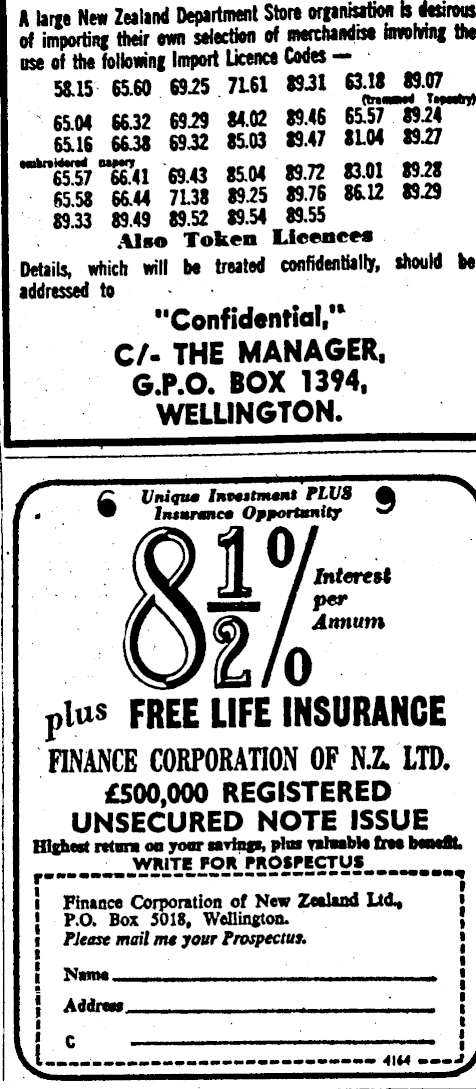 A large New Zealand Department Store organisation is desirous
of importing their own selection of merchandise involving the
use of the following Import Licence Codes —
58.15 65.60 69.25 71.61 89.31 63.18 89.07
(trammed Tapestry)
65.04 66.32 69.29 84.02 89.46 65.57 89.24
65.16 66.38 69.32 85.03 89.47 81.04 89.27
embroidered napery
65.57 66.41 69.43 85.04 89.72 83.01 89.28
65.58 66.44 71.38 89.25 89.76 86.12 89.29
89.33 89.49 89.52 89.54 89.55
Also Token Licences
Details, which will be treated confidentially, should be
addressed to
"Confidential,"
C/- THE MANAGER,
G.P.O. BOX 1394,
WELLINGTON.
6 Unique Investment PLUS 9
Insurance Opportunity
8 1/2 %
Interest
per
Annum
plus FREE LIFE INSURANCE
FINANCE CORPORATION OF N.Z. LTD.
£500,000 REGISTERED
UNSECURED NOTE ISSUE
Highest return on your savings, plus valuable free benefit.
WRITE FOR PROSPECTUS
Finance Corporation of New Zealand Ltd.,
P.O. Box 5018, Wellington.
Please mail me your Prospectus.
Name
Address
C
4164